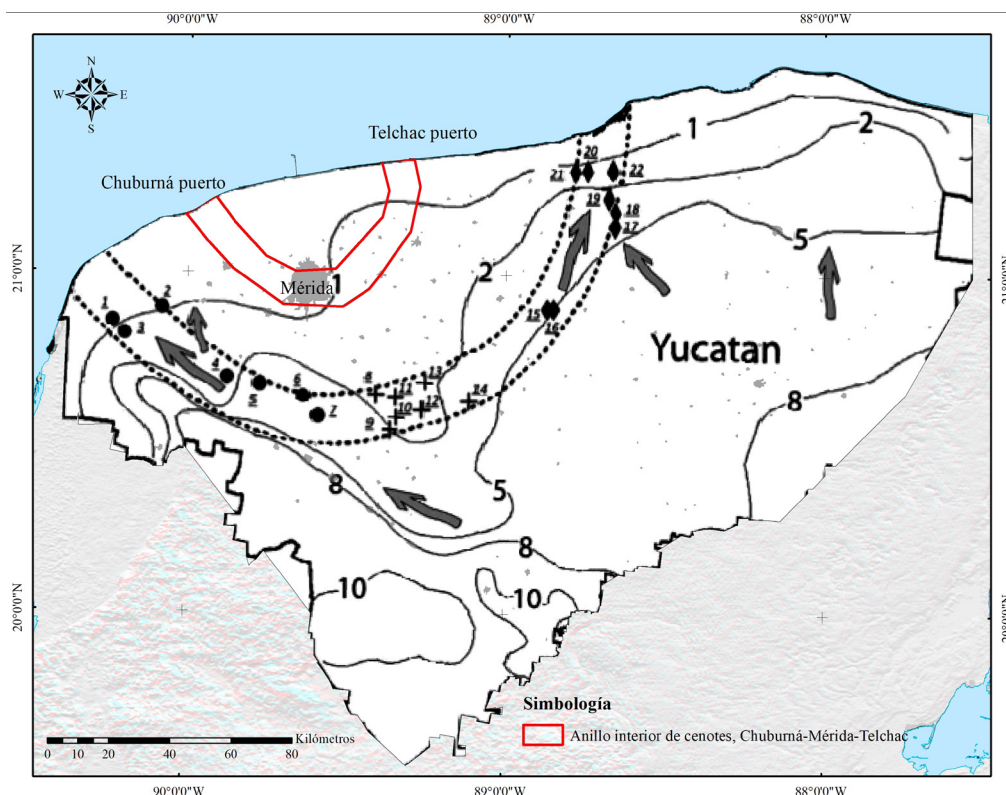 90°0'0"W 89°0'0"W 88°0'0"W
N
W E
S
Telchac puerto
Chuburná puerto
Mérida
Yucatan
1
2
5
8
1
2
5
8
8
10
10
1
2
3
4
5
6
7
8
9
10
11
12
13
14
15
16
17
18
19
20
21
22
21°0'0"N
20°0'0"N
Simbología
Anillo interior de cenotes, Chuburná-Mérida-Telchac
Kilómetros
0 5 10 20 40 60 80
90°0'0"W 89°0'0"W 88°0'0"W